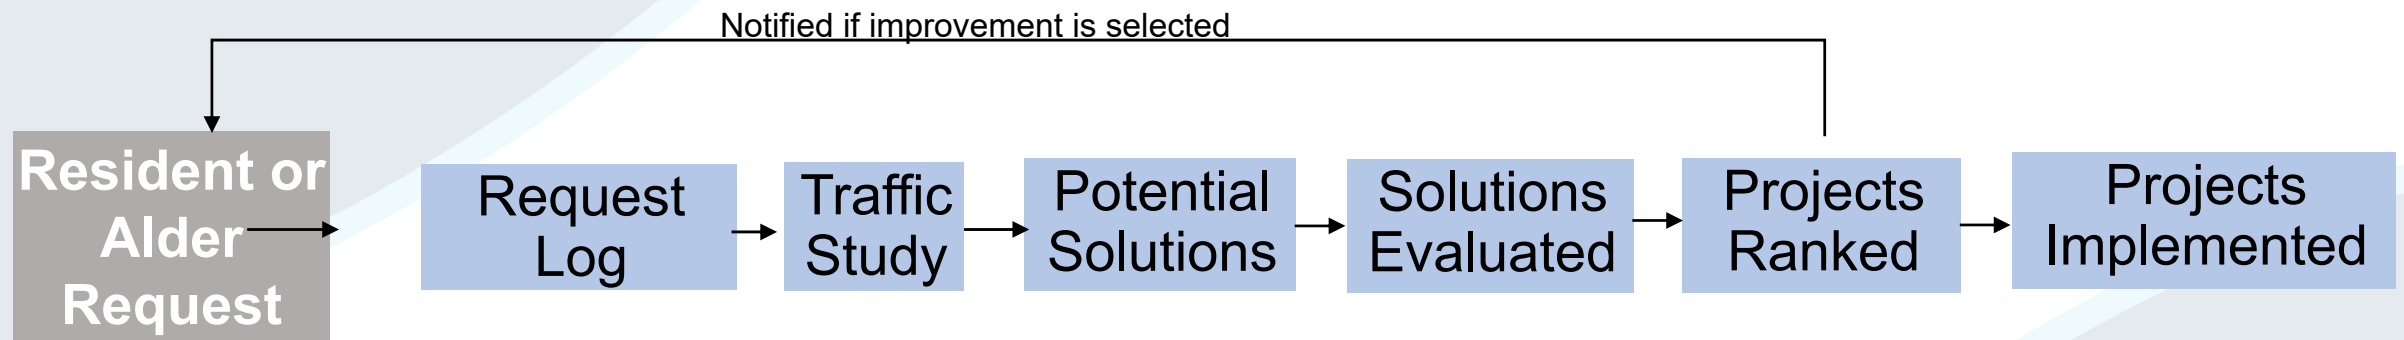 Notified if improvement is selected
Resident or
Alder
Request
Request
Log
Traffic
Study
Potential
Solutions
Solutions
Evaluated
Projects
Ranked
Projects
Implemented